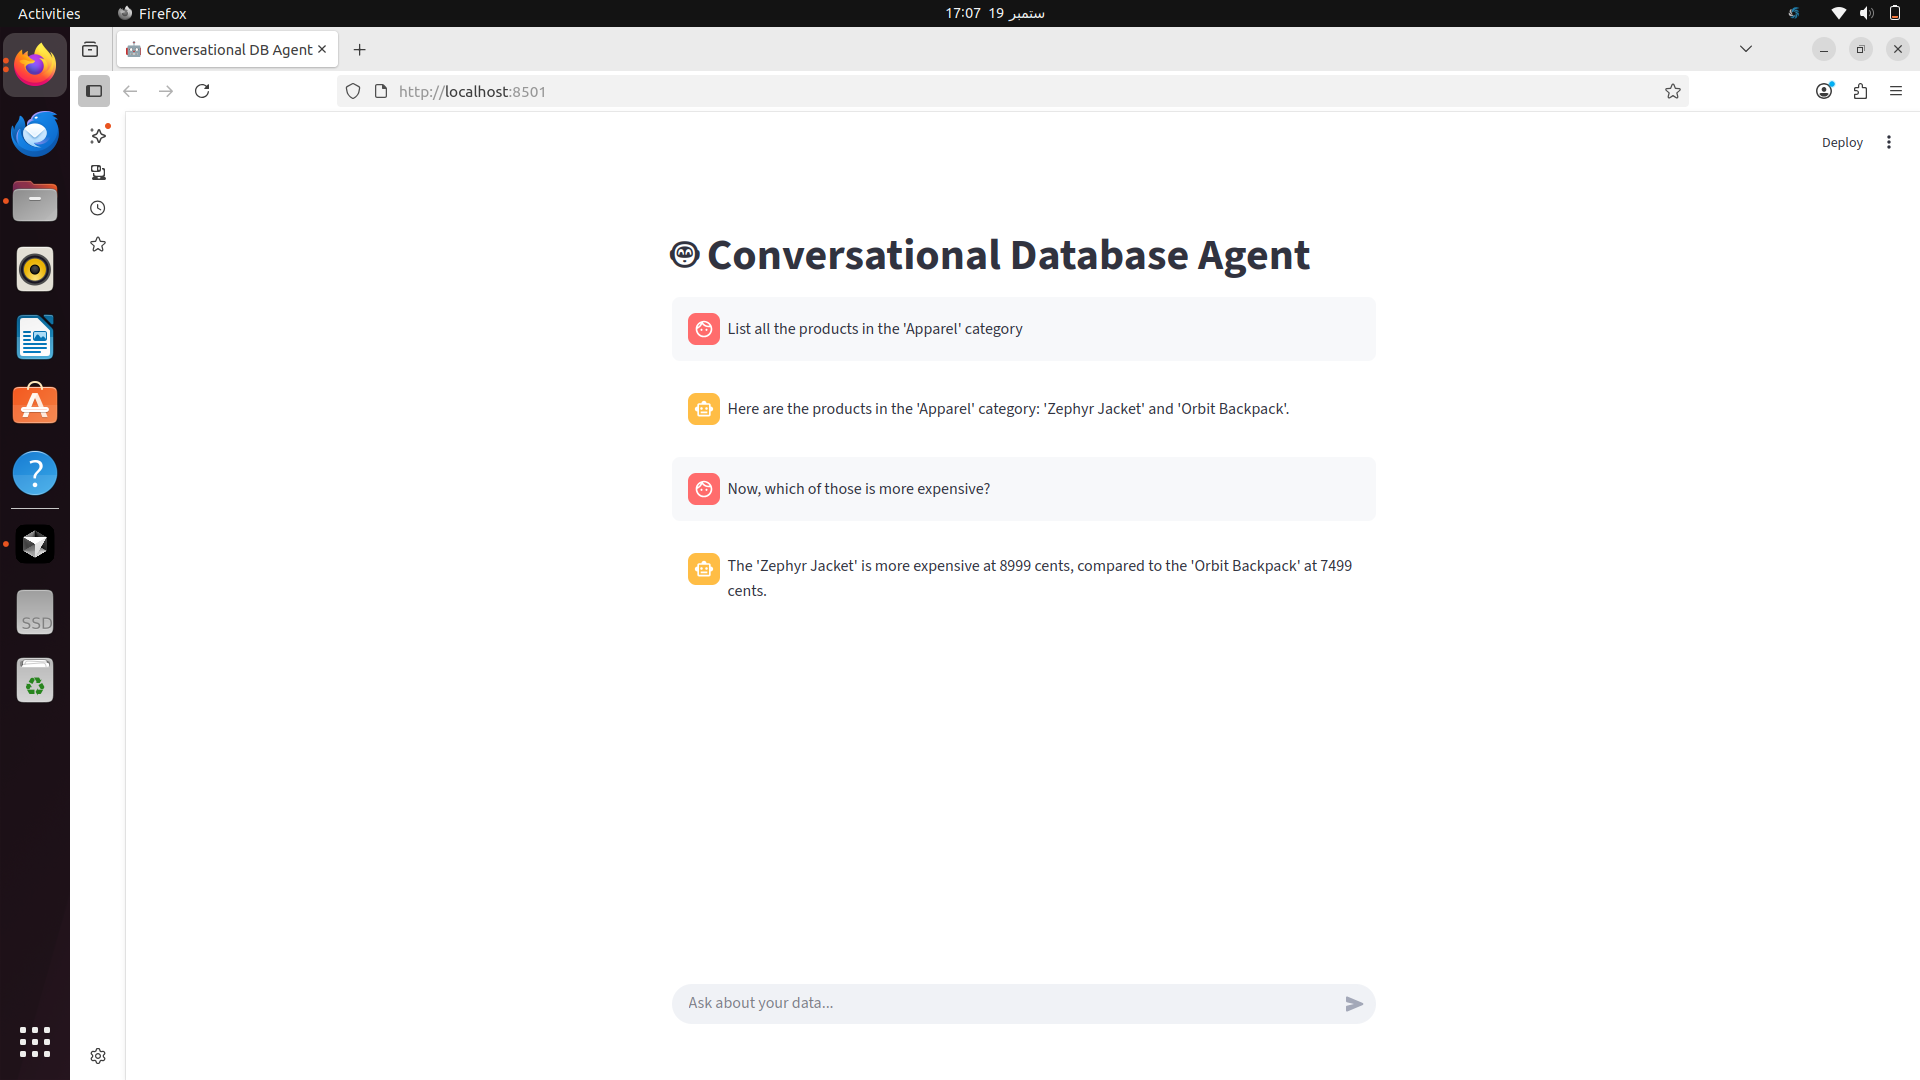 Activities
Firefox
17:07 19 ستمبر
Conversational DB Agent
http://localhost:8501
Deploy
Conversational Database Agent
List all the products in the 'Apparel' category
Here are the products in the 'Apparel' category: 'Zephyr Jacket' and 'Orbit Backpack'.
Now, which of those is more expensive?
The 'Zephyr Jacket' is more expensive at 8999 cents, compared to the 'Orbit Backpack' at 7499
cents.
Ask about your data...
SSD